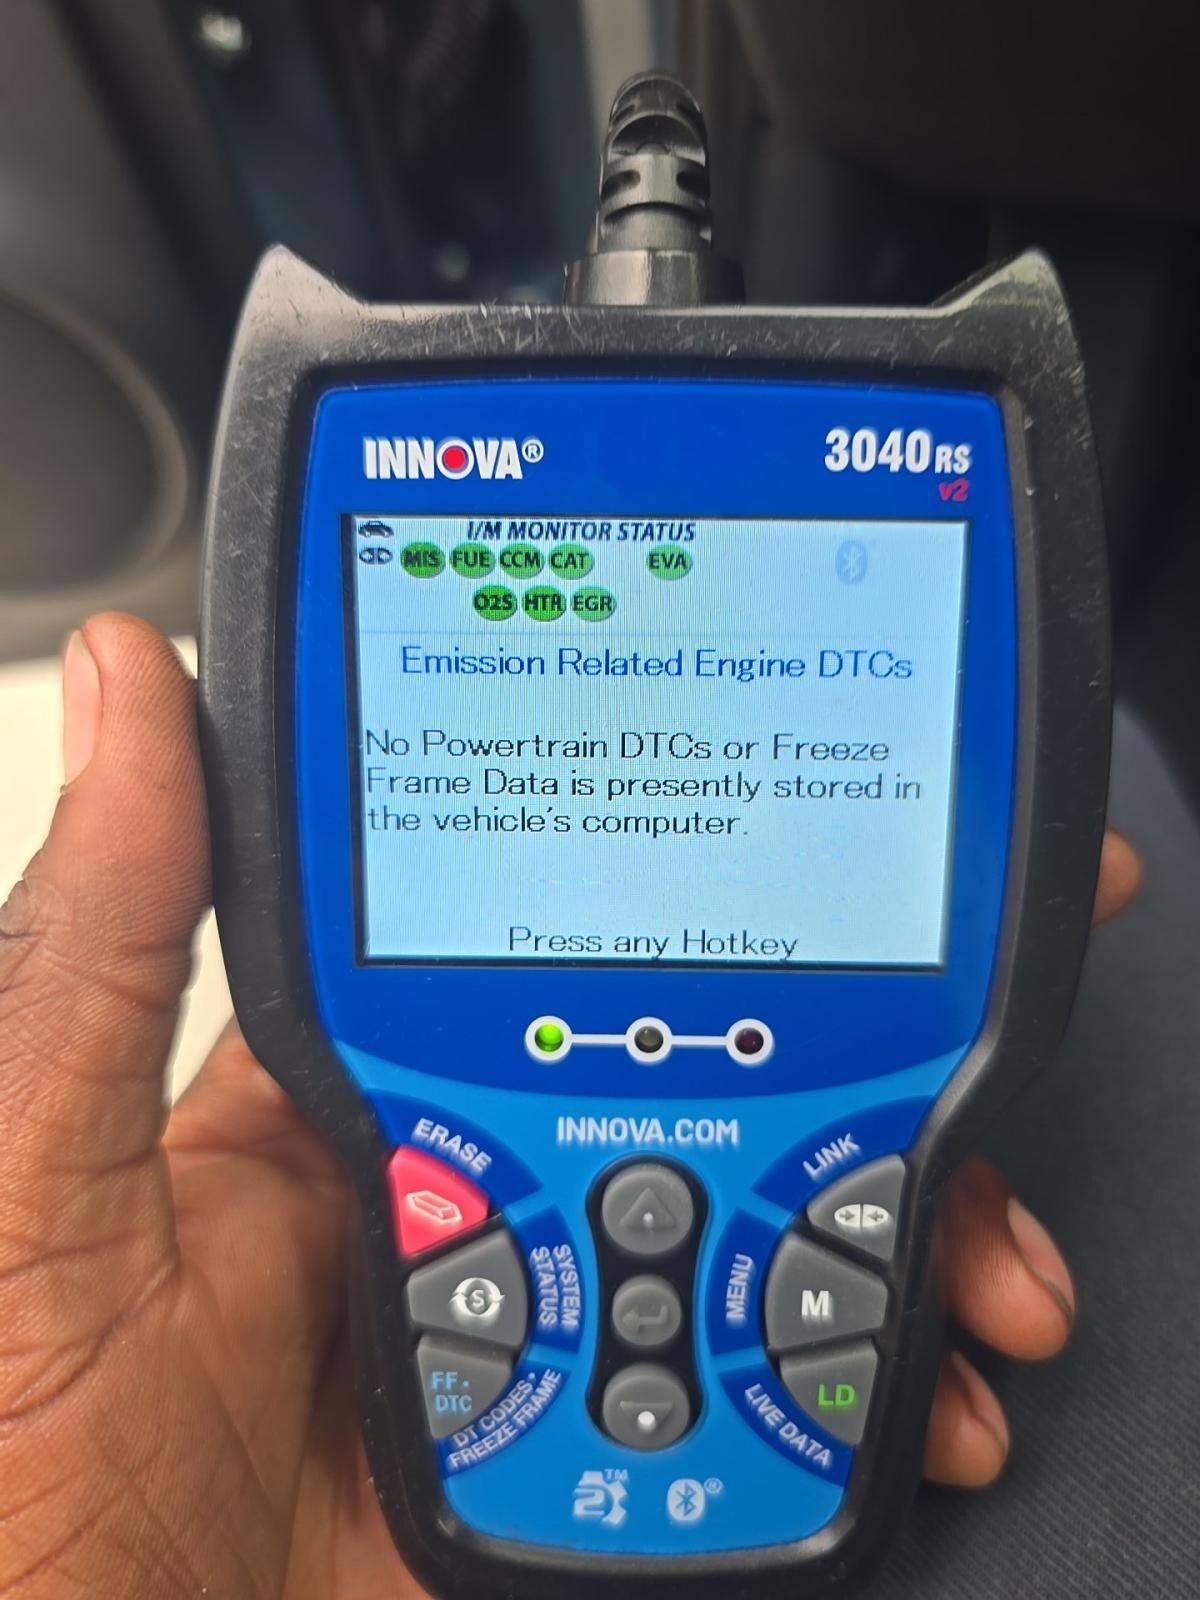 INNOVA®
3040RS
v2
I/M MONITOR STATUS
MIS FUE CCM CAT EVA
O2S HTR EGR
Emission Related Engine DTCs
No Powertrain DTCs or Freeze
Frame Data is presently stored in
the vehicle's computer.
Press any Hotkey
INNOVA.COM
ERASE
LINK
S
SYSTEM
STATUS
MENU
M
FF·
DTC
DT CODES·
FREEZE FRAME
LD
LIVE DATA
2™
®